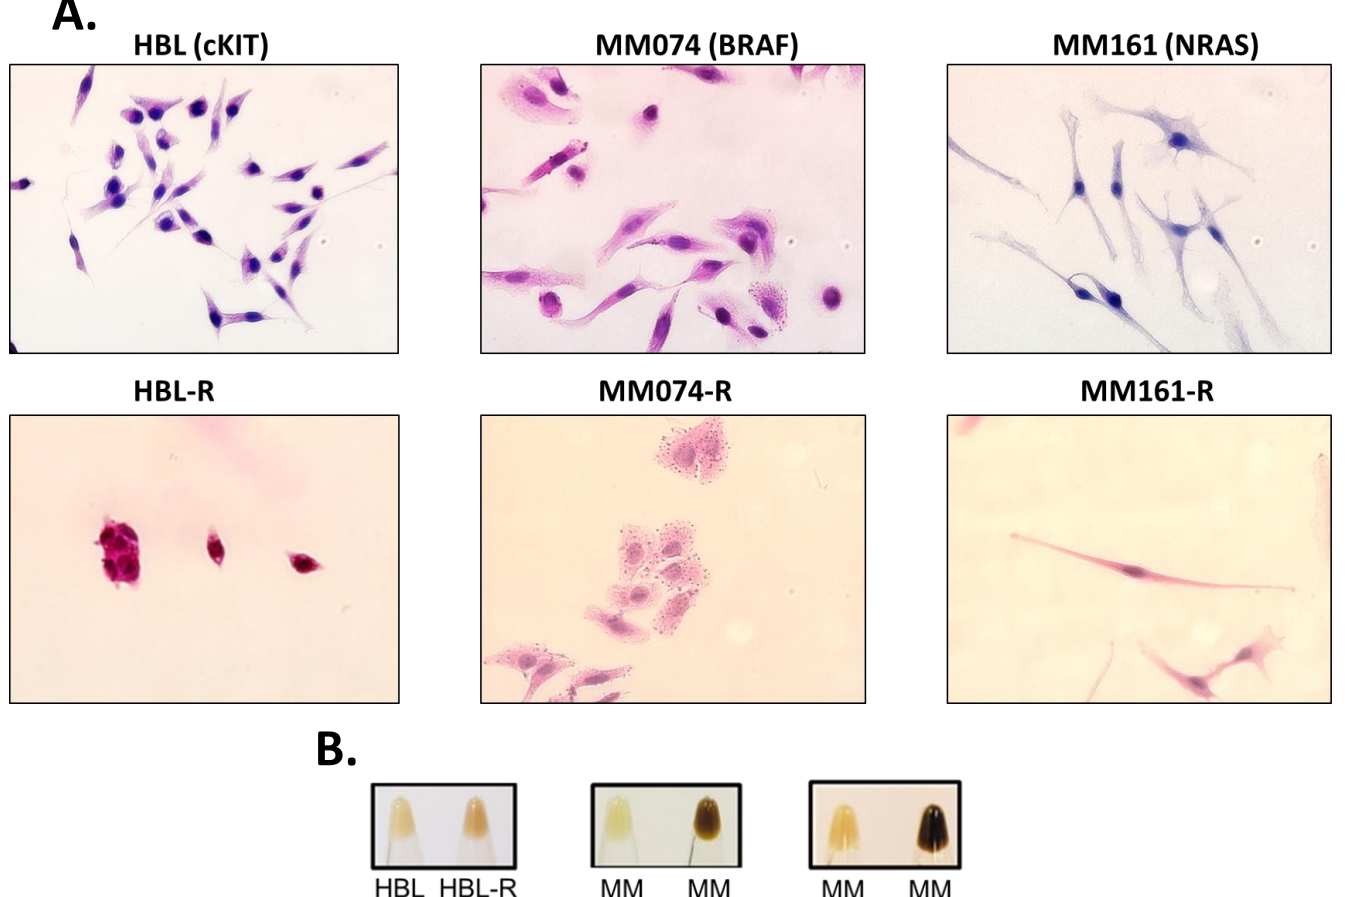 A.
HBL (cKIT) MM074 (BRAF) MM161 (NRAS)
HBL-R MM074-R MM161-R
B.
HBL HBL-R MM MM MM MM